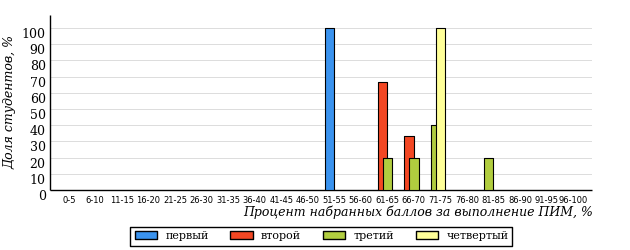 Доля студентов, %
100
90
80
70
60
50
40
30
20
10
0
0-5 6-10 11-15 16-20 21-25 26-30 31-35 36-40 41-45 46-50 51-55 56-60 61-65 66-70 71-75 76-80 81-85 86-90 91-95 96-100
Процент набранных баллов за выполнение ПИМ, %
первый второй третий четвертый